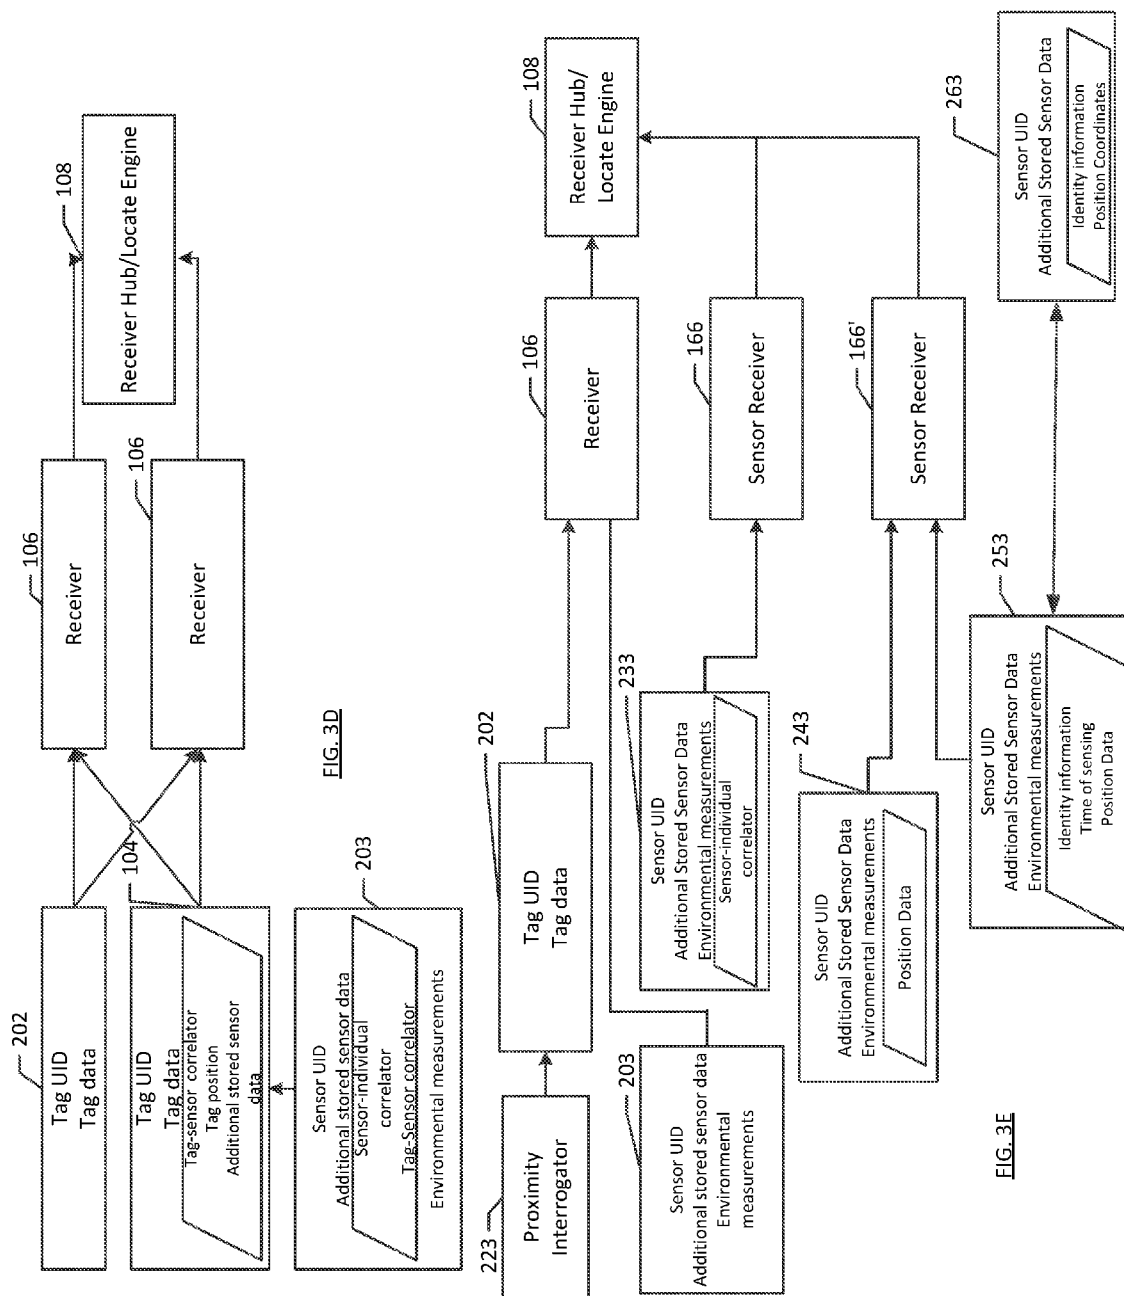 202
Tag UID
Tag data
104
Tag UID
Tag data
Tag-sensor correlator
Tag position
Additional stored sensor
data
203
Sensor UID
Additional stored sensor data
Sensor-individual
correlator
Tag-Sensor correlator
Environmental measurements
106
Receiver
106
Receiver
108
Receiver Hub/Locate Engine
FIG. 3D
223
Proximity
Interrogator
202
Tag UID
Tag data
203
Sensor UID
Additional stored sensor data
Environmental
measurements
233
Sensor UID
Additional Stored Sensor Data
Environmental measurements
Sensor-individual
correlator
243
Sensor UID
Additional Stored Sensor Data
Environmental measurements
Position Data
253
Sensor UID
Additional Stored Sensor Data
Environmental measurements
Identity information
Time of sensing
Position Data
106
Receiver
166
Sensor Receiver
166'
Sensor Receiver
108
Receiver Hub/
Locate Engine
263
Sensor UID
Additional Stored Sensor Data
Identity information
Position Coordinates
FIG. 3E